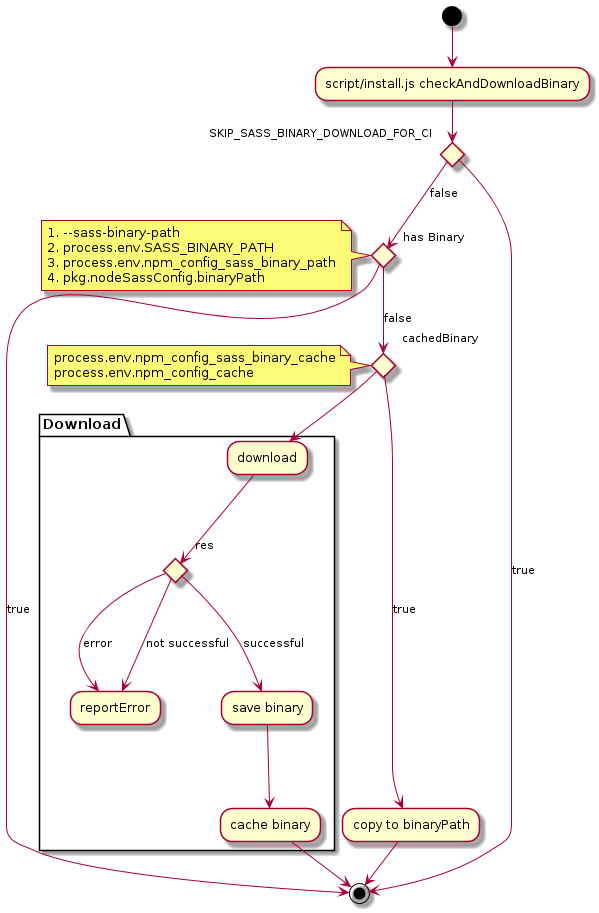 script/install.js checkAndDownloadBinary
SKIP_SASS_BINARY_DOWNLOAD_FOR_CI
false
1. --sass-binary-path
2. process.env.SASS_BINARY_PATH
3. process.env.npm_config_sass_binary_path
4. pkg.nodeSassConfig.binaryPath
has Binary
false
cachedBinary
process.env.npm_config_sass_binary_cache
process.env.npm_config_cache
Download
download
res
true
true
true
error
not successful
successful
reportError
save binary
cache binary
copy to binaryPath